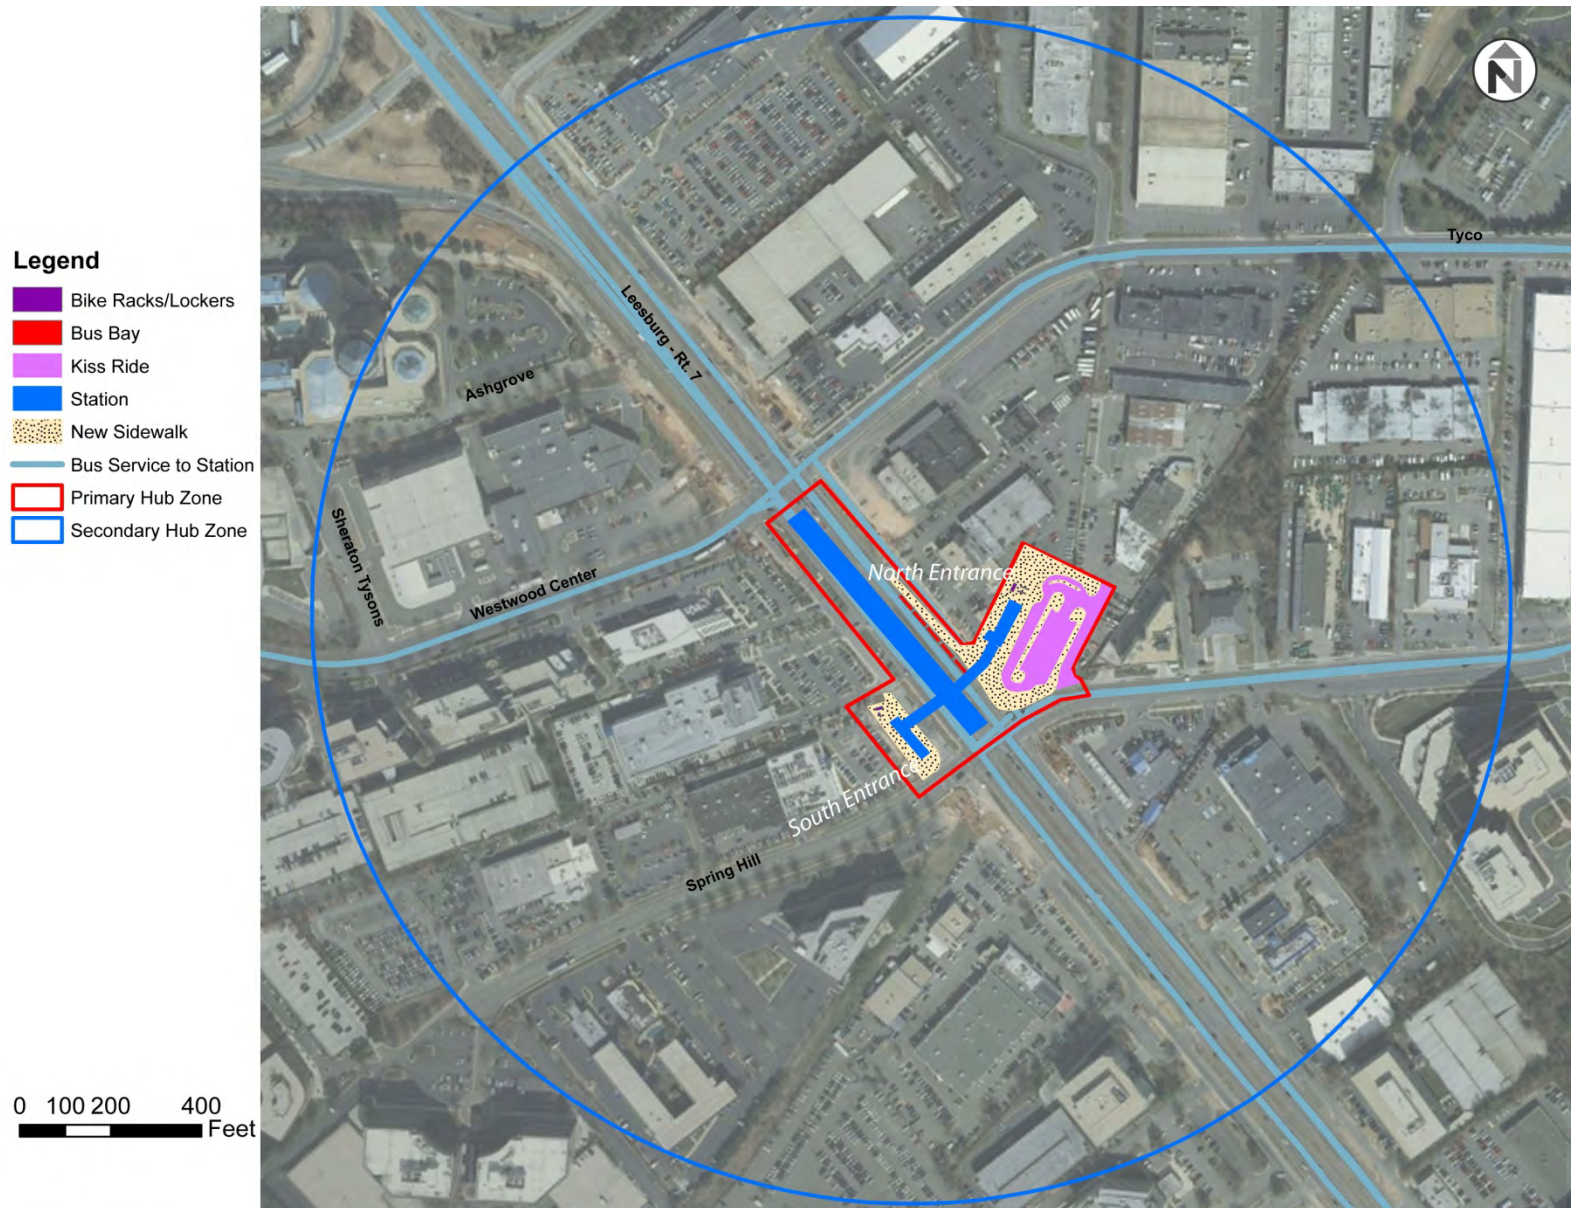 N
Tyco
Leesburg - Rt. 7
Legend
Bike Racks/Lockers
Bus Bay
Kiss Ride
Station
New Sidewalk
Bus Service to Station
Primary Hub Zone
Secondary Hub Zone
Ashgrove
Sheraton Tysons
Westwood Center
North Entrance
South Entrance
Spring Hill
0 100 200 400
Feet